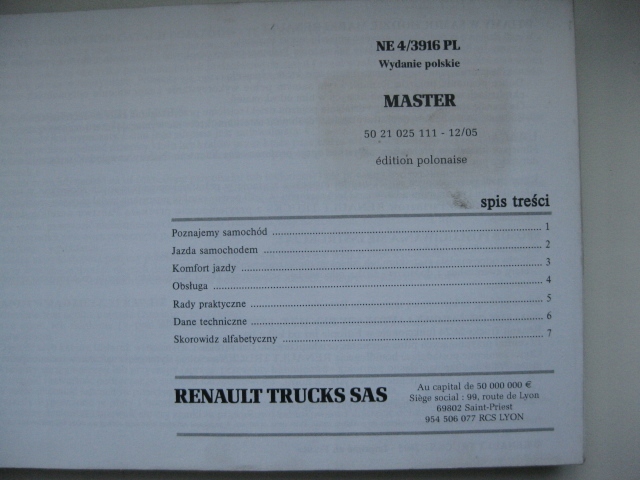 NE 4/3916 PL
Wydanie polskie
MASTER
50 21 025 111 - 12/05
édition polonaise
spis treści
Poznajemy samochód ........ 1
Jazda samochodem ........ 2
Komfort jazdy ........ 3
Obsługa ........ 4
Rady praktyczne ........ 5
Dane techniczne ........ 6
Skorowidz alfabetyczny ........ 7
RENAULT TRUCKS SAS
Au capital de 50 000 000 €
Siège social : 99, route de Lyon
69802 Saint-Priest
954 506 077 RCS LYON